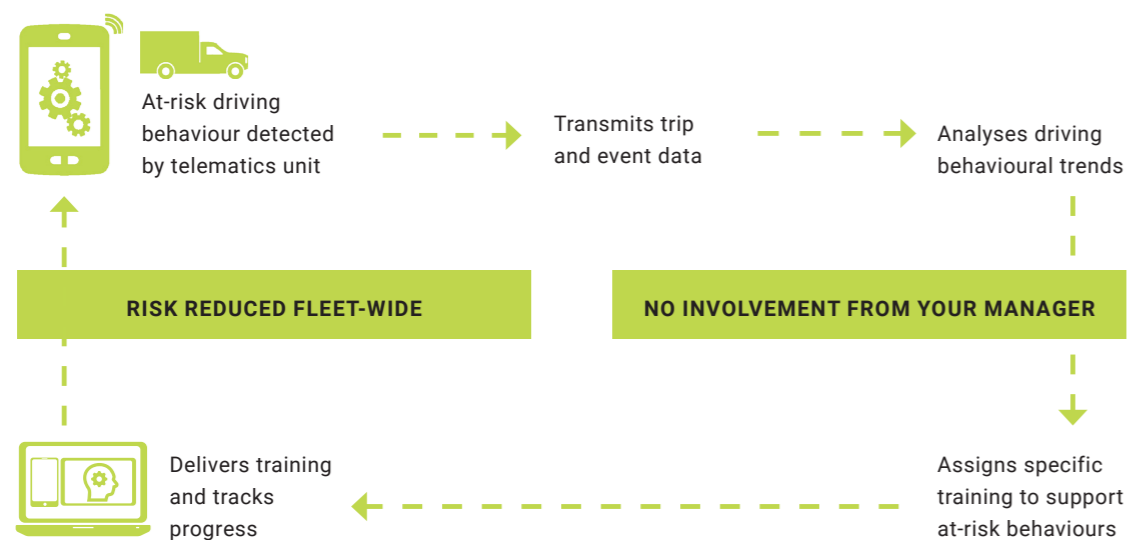 At-risk driving
behaviour detected
by telematics unit
Transmits trip
and event data
Analyses driving
behavioural trends
RISK REDUCED FLEET-WIDE
NO INVOLVEMENT FROM YOUR MANAGER
Delivers training
and tracks
progress
Assigns specific
training to support
at-risk behaviours